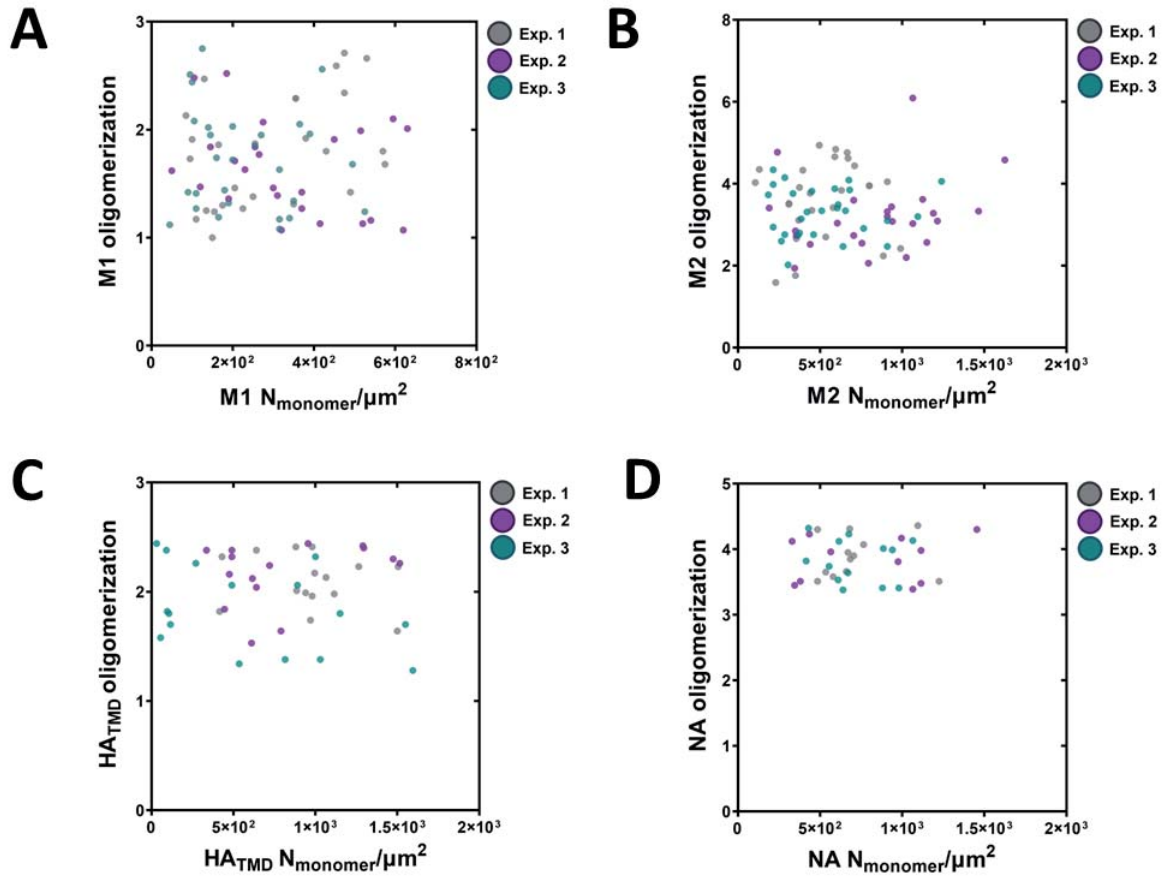 A
3
2
1
0
M1 oligomerization
0
2×10²
4×10²
6×10²
8×10²
M1 Nmonomer/µm²
Exp. 1
Exp. 2
Exp. 3
B
8
6
4
2
0
M2 oligomerization
0
5×10²
1×10³
1.5×10³
2×10³
M2 Nmonomer/µm²
Exp. 1
Exp. 2
Exp. 3
C
3
2
1
0
HATMD oligomerization
0
5×10²
1×10³
1.5×10³
2×10³
HATMD Nmonomer/µm²
Exp. 1
Exp. 2
Exp. 3
D
5
4
3
2
1
0
NA oligomerization
0
5×10²
1×10³
1.5×10³
2×10³
NA Nmonomer/µm²
Exp. 1
Exp. 2
Exp. 3